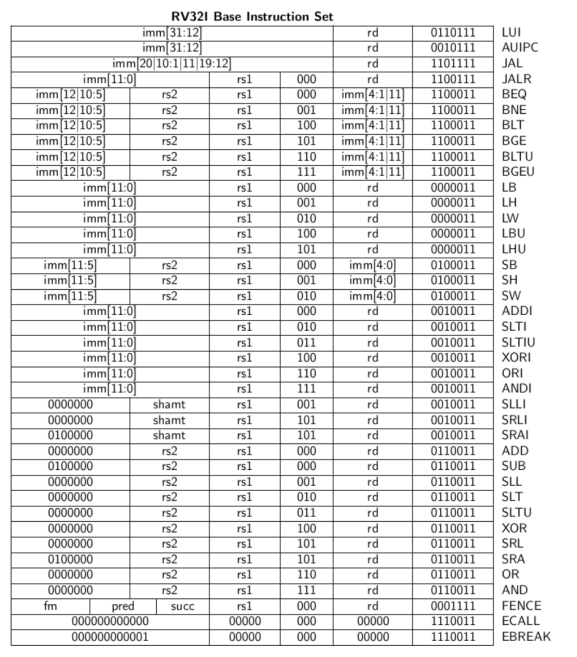 RV32I Base Instruction Set
imm[31:12] rd 0110111 LUI
imm[31:12] rd 0010111 AUIPC
imm[20|10:1|11|19:12] rd 1101111 JAL
imm[11:0] rs1 000 rd 1100111 JALR
imm[12|10:5] rs2 rs1 000 imm[4:1|11] 1100011 BEQ
imm[12|10:5] rs2 rs1 001 imm[4:1|11] 1100011 BNE
imm[12|10:5] rs2 rs1 100 imm[4:1|11] 1100011 BLT
imm[12|10:5] rs2 rs1 101 imm[4:1|11] 1100011 BGE
imm[12|10:5] rs2 rs1 110 imm[4:1|11] 1100011 BLTU
imm[12|10:5] rs2 rs1 111 imm[4:1|11] 1100011 BGEU
imm[11:0] rs1 000 rd 0000011 LB
imm[11:0] rs1 001 rd 0000011 LH
imm[11:0] rs1 010 rd 0000011 LW
imm[11:0] rs1 100 rd 0000011 LBU
imm[11:0] rs1 101 rd 0000011 LHU
imm[11:5] rs2 rs1 000 imm[4:0] 0100011 SB
imm[11:5] rs2 rs1 001 imm[4:0] 0100011 SH
imm[11:5] rs2 rs1 010 imm[4:0] 0100011 SW
imm[11:0] rs1 000 rd 0010011 ADDI
imm[11:0] rs1 010 rd 0010011 SLTI
imm[11:0] rs1 011 rd 0010011 SLTIU
imm[11:0] rs1 100 rd 0010011 XORI
imm[11:0] rs1 110 rd 0010011 ORI
imm[11:0] rs1 111 rd 0010011 ANDI
0000000 shamt rs1 001 rd 0010011 SLLI
0000000 shamt rs1 101 rd 0010011 SRLI
0100000 shamt rs1 101 rd 0010011 SRAI
0000000 rs2 rs1 000 rd 0110011 ADD
0100000 rs2 rs1 000 rd 0110011 SUB
0000000 rs2 rs1 001 rd 0110011 SLL
0000000 rs2 rs1 010 rd 0110011 SLT
0000000 rs2 rs1 011 rd 0110011 SLTU
0000000 rs2 rs1 100 rd 0110011 XOR
0000000 rs2 rs1 101 rd 0110011 SRL
0100000 rs2 rs1 101 rd 0110011 SRA
0000000 rs2 rs1 110 rd 0110011 OR
0000000 rs2 rs1 111 rd 0110011 AND
fm pred succ rs1 000 rd 0001111 FENCE
000000000000 00000 000 00000 1110011 ECALL
000000000001 00000 000 00000 1110011 EBREAK